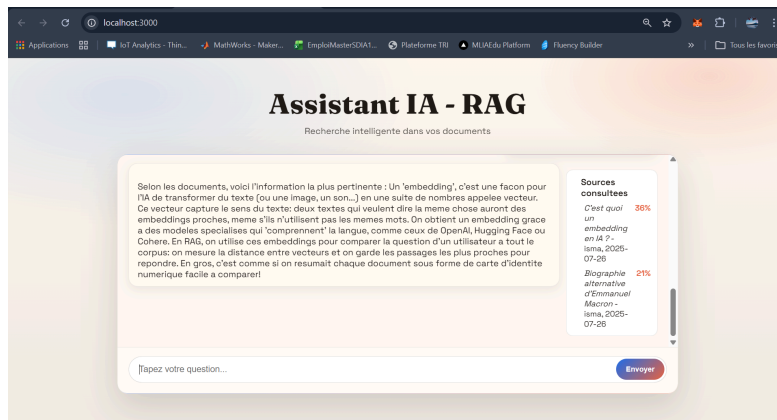 localhost:3000
Applications
IoT Analytics - Thin...
MathWorks - Maker...
EmploiMasterSDIA1...
Plateforme TRI
MLIAEdu Platform
Fluency Builder
»
Tous les favoris
Assistant IA - RAG
Recherche intelligente dans vos documents
Selon les documents, voici l'information la plus pertinente : Un 'embedding', c'est une facon pour
l'IA de transformer du texte (ou une image, un son...) en une suite de nombres appelee vecteur.
Ce vecteur capture le sens du texte: deux textes qui veulent dire la meme chose auront des
embeddings proches, meme s'ils n'utilisent pas les memes mots. On obtient un embedding grace
a des modeles specialises qui 'comprennent' la langue, comme ceux de OpenAI, Hugging Face ou
Cohere. En RAG, on utilise ces embeddings pour comparer la question d'un utilisateur a tout le
corpus: on mesure la distance entre vecteurs et on garde les passages les plus proches pour
repondre. En gros, c'est comme si on resumait chaque document sous forme de carte d'identite
numerique facile a comparer!
Sources
consultees
C'est quoi 36%
un
embedding
en IA ? -
isma, 2025-
07-26
Biographie 21%
alternative
d'Emmanuel
Macron -
isma, 2025-
07-26
Tapez votre question...
Envoyer